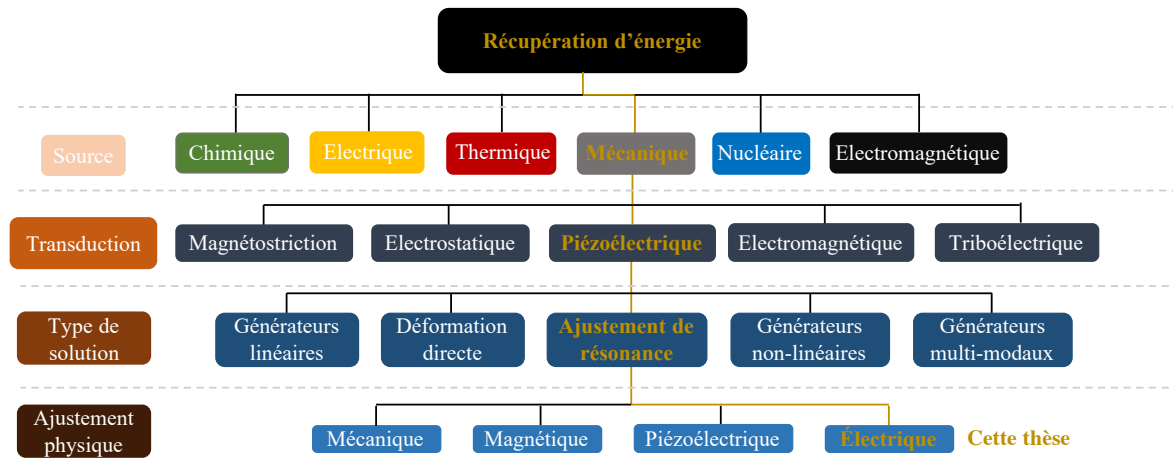 Récupération d’énergie
Source
Chimique
Electrique
Thermique
Mécanique
Nucléaire
Electromagnétique
Transduction
Magnétostriction
Electrostatique
Piézoélectrique
Electromagnétique
Triboélectrique
Type de
solution
Générateurs
linéaires
Déformation
directe
Ajustement de
résonance
Générateurs
non-linéaires
Générateurs
multi-modaux
Ajustement
physique
Mécanique
Magnétique
Piézoélectrique
Électrique
Cette thèse